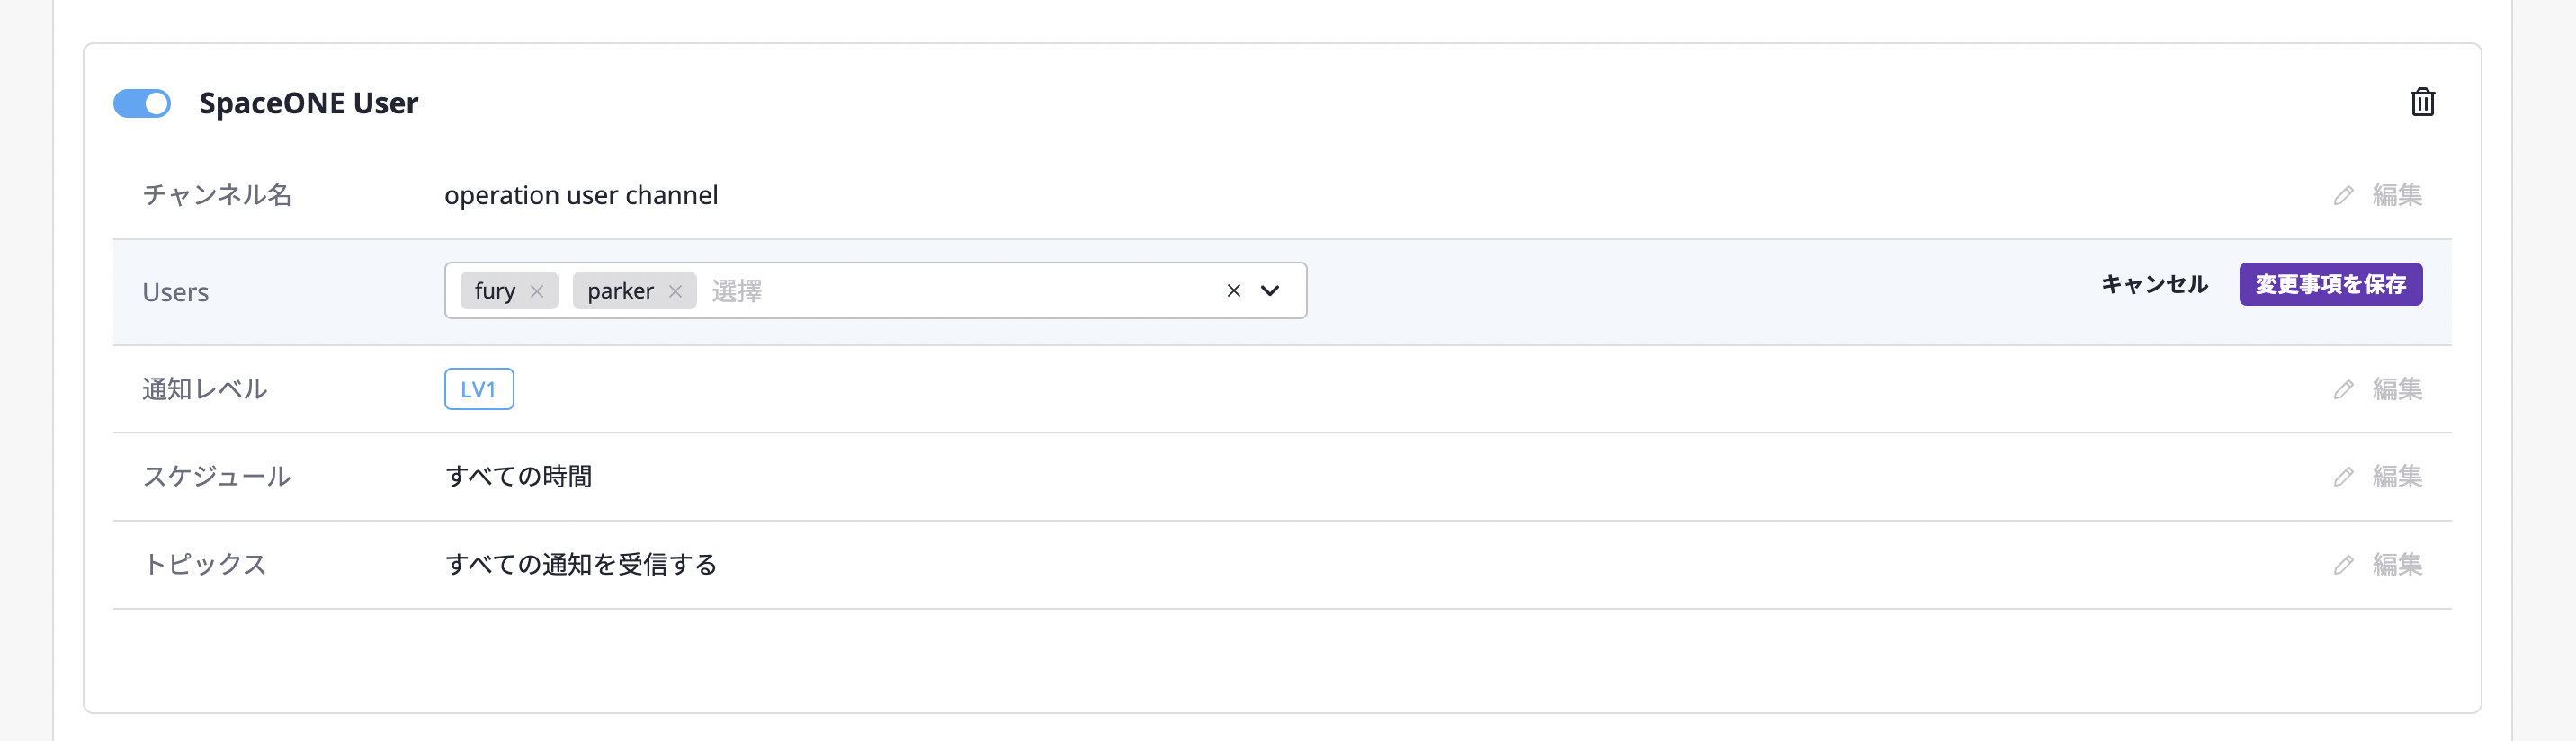 SpaceONE User
チャンネル名 operation user channel 編集
Users fury parker 選擇 キャンセル 変更事項を保存
通知レベル LV1 編集
スケジュール すべての時間 編集
トピックス すべての通知を受信する 編集